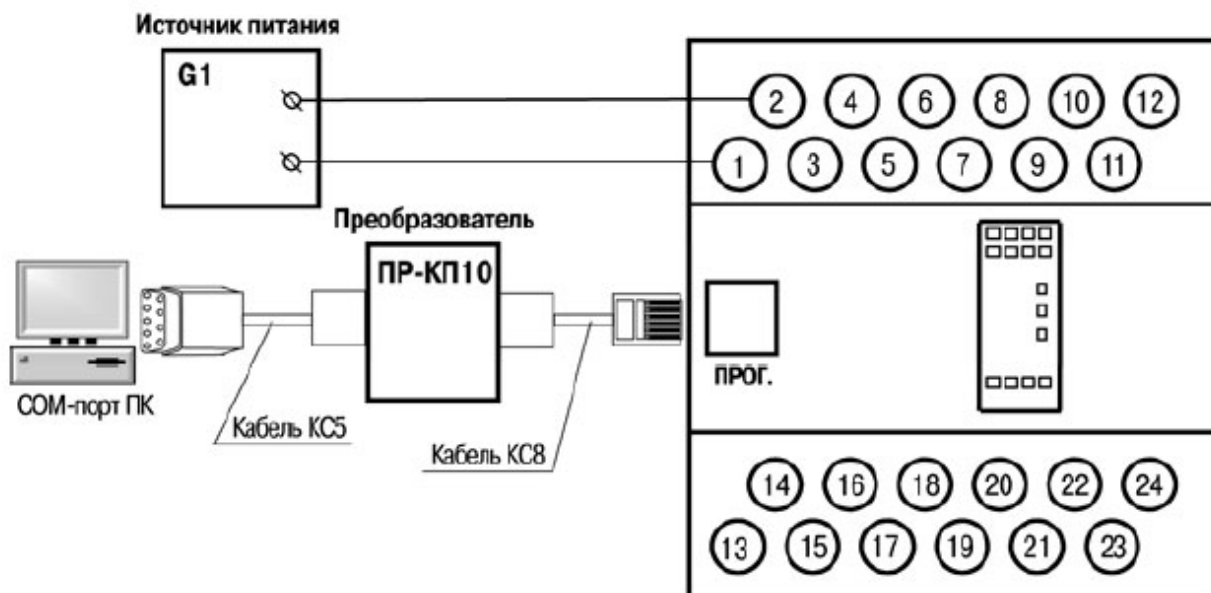 Источник питания
G1
2 4 6 8 10 12
1 3 5 7 9 11
Преобразователь
ПР-КП10
ПРОГ.
COM-порт ПК
Кабель КС5
Кабель КС8
14 16 18 20 22 24
13 15 17 19 21 23